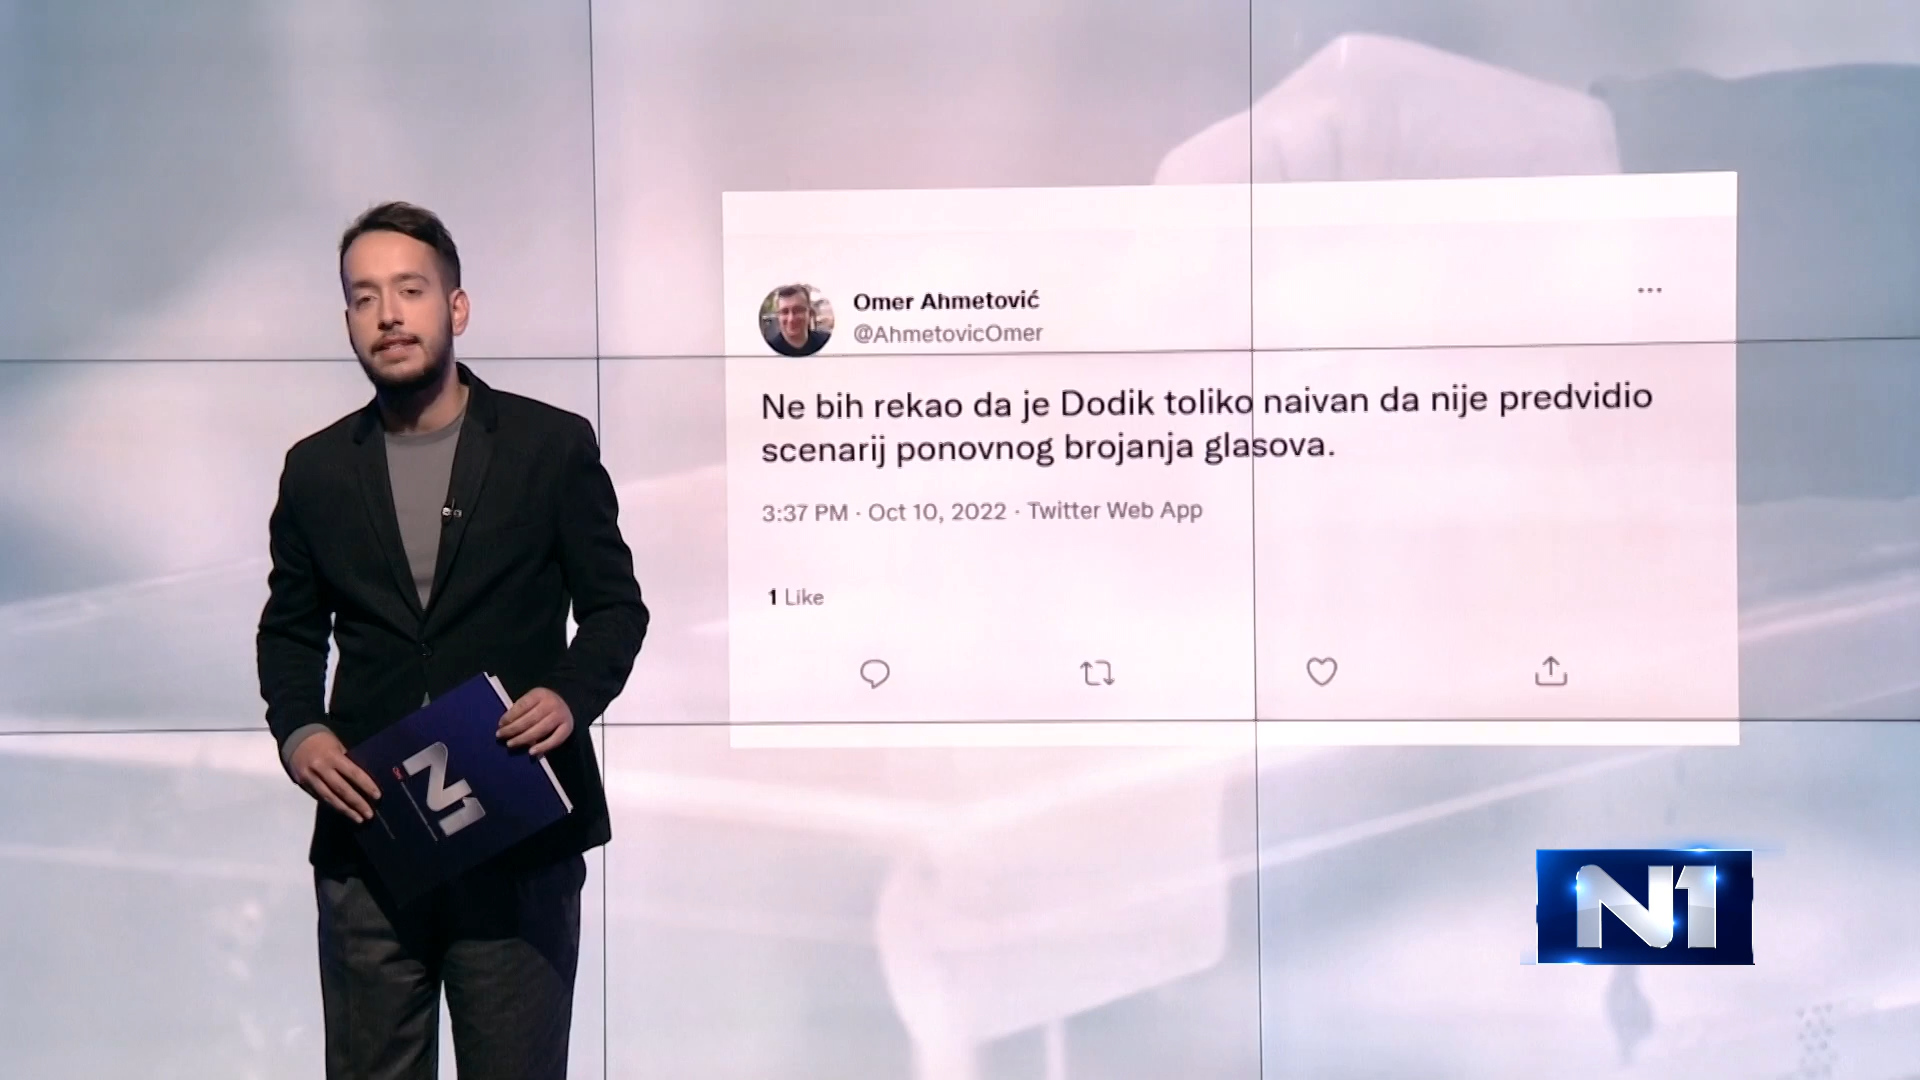 Omer Ahmetović
@AhmetovicOmer
Ne bih rekao da je Dodik toliko naivan da nije predvidio
scenarij ponovnog brojanja glasova.
3:37 PM · Oct 10, 2022 · Twitter Web App
1 Like
N1
N1